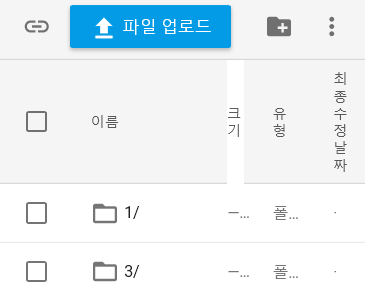 파일 업로드
이름
크기
유형
최종수정날짜
1/
—…
폴…
·
3/
—…
폴…
·